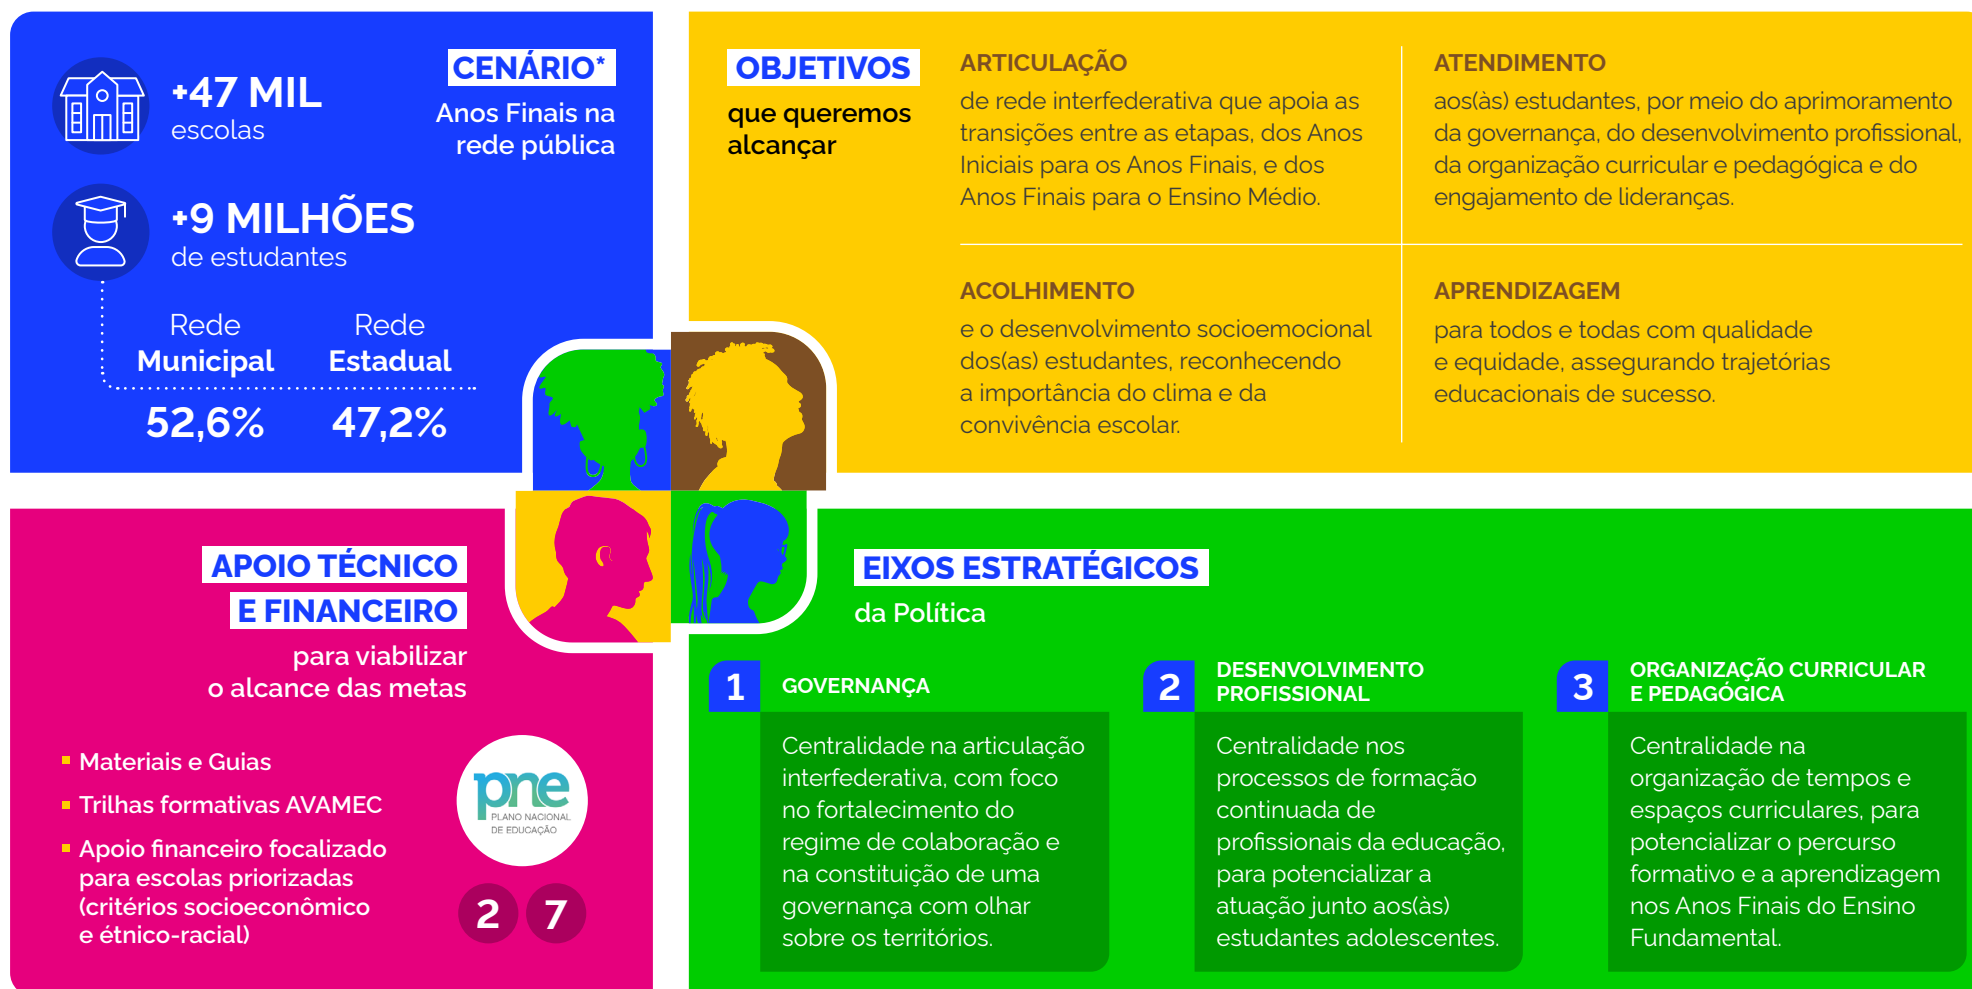 +47 MIL
escolas
CENÁRIO*
Anos Finais na
rede pública
+9 MILHÕES
de estudantes
Rede
Municipal
Rede
Estadual
52,6%
47,2%
OBJETIVOS
que queremos
alcançar
ARTICULAÇÃO
de rede interfederativa que apoia as
transições entre as etapas, dos Anos
Iniciais para os Anos Finais, e dos
Anos Finais para o Ensino Médio.
ATENDIMENTO
aos(às) estudantes, por meio do aprimoramento
da governança, do desenvolvimento profissional,
da organização curricular e pedagógica e do
engajamento de lideranças.
ACOLHIMENTO
e o desenvolvimento socioemocional
dos(as) estudantes, reconhecendo
a importância do clima e da
convivência escolar.
APRENDIZAGEM
para todos e todas com qualidade
e equidade, assegurando trajetórias
educacionais de sucesso.
APOIO TÉCNICO
E FINANCEIRO
para viabilizar
o alcance das metas
Materiais e Guias
Trilhas formativas AVAMEC
Apoio financeiro focalizado
para escolas priorizadas
(critérios socioeconômico
e étnico-racial)
pne
PLANO NACIONAL
DE EDUCAÇÃO
2 7
EIXOS ESTRATÉGICOS
da Política
1 GOVERNANÇA
Centralidade na articulação
interfederativa, com foco
no fortalecimento do
regime de colaboração e
na constituição de uma
governança com olhar
sobre os territórios.
2 DESENVOLVIMENTO
PROFISSIONAL
Centralidade nos
processos de formação
continuada de
profissionais da educação,
para potencializar a
atuação junto aos(às)
estudantes adolescentes.
3 ORGANIZAÇÃO CURRICULAR
E PEDAGÓGICA
Centralidade na
organização de tempos e
espaços curriculares, para
potencializar o percurso
formativo e a aprendizagem
nos Anos Finais do Ensino
Fundamental.